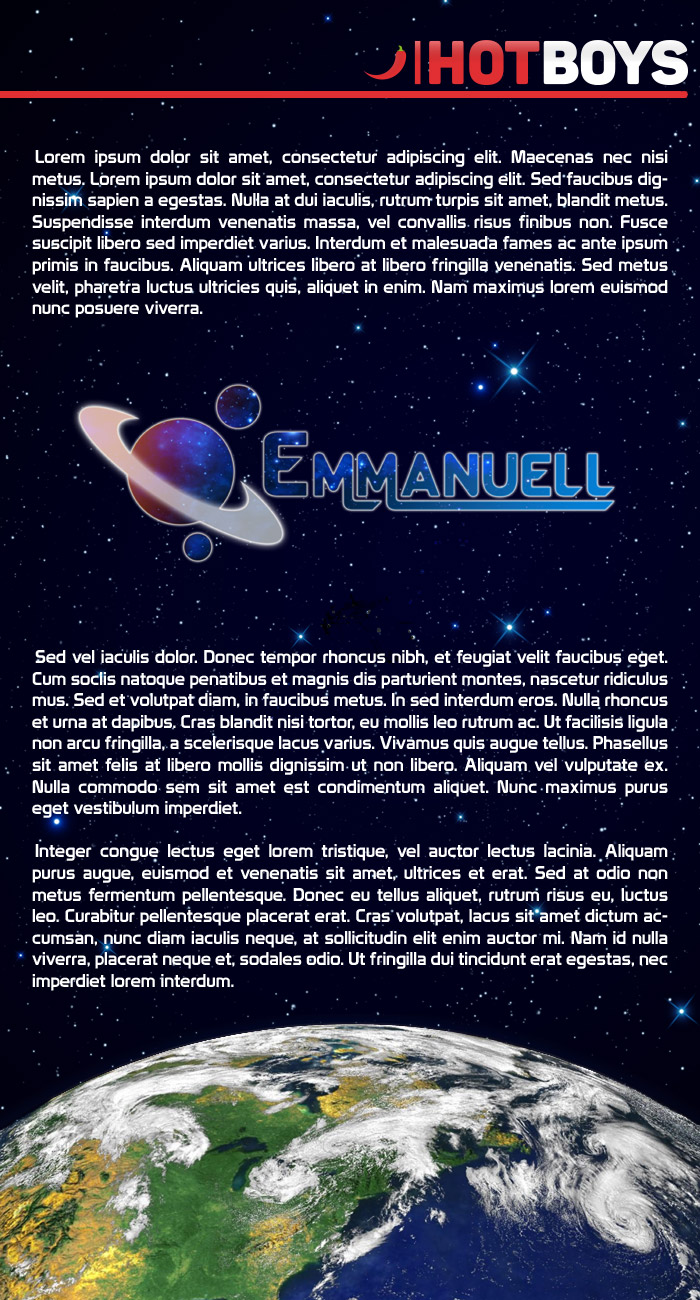 HOTBOYS
Lorem ipsum dolor sit amet, consectetur adipiscing elit. Maecenas nec nisi
metus. Lorem ipsum dolor sit amet, consectetur adipiscing elit. Sed faucibus dig-
nissim sapien a egestas. Nulla at dui iaculis, rutrum turpis sit amet, blandit metus.
Suspendisse interdum venenatis massa, vel convallis risus finibus non. Fusce
suscipit libero sed imperdiet varius. Interdum et malesuada fames ac ante ipsum
primis in faucibus. Aliquam ultrices libero at libero fringilla venenatis. Sed metus
velit, pharetra luctus ultricies quis, aliquet in enim. Nam maximus lorem euismod
nunc posuere viverra.
EMMANUELL
Sed vel iaculis dolor. Donec tempor rhoncus nibh, et feugiat velit faucibus eget.
Cum sociis natoque penatibus et magnis dis parturient montes, nascetur ridiculus
mus. Sed et volutpat diam, in faucibus metus. In sed interdum eros. Nulla rhoncus
et urna at dapibus. Cras blandit nisi tortor, eu mollis leo rutrum ac. Ut facilisis ligula
non arcu fringilla, a scelerisque lacus varius. Vivamus quis augue tellus. Phasellus
sit amet felis at libero mollis dignissim ut non libero. Aliquam vel vulputate ex.
Nulla commodo sem sit amet est condimentum aliquet. Nunc maximus purus
eget vestibulum imperdiet.
Integer congue lectus eget lorem tristique, vel auctor lectus lacinia. Aliquam
purus augue, euismod et venenatis sit amet, ultrices et erat. Sed at odio non
metus fermentum pellentesque. Donec eu tellus aliquet, rutrum risus eu, luctus
leo. Curabitur pellentesque placerat erat. Cras volutpat, lacus sit amet dictum ac-
cumsan, nunc diam iaculis neque, at sollicitudin elit enim auctor mi. Nam id nulla
viverra, placerat neque et, sodales odio. Ut fringilla dui tincidunt erat egestas, nec
imperdiet lorem interdum.